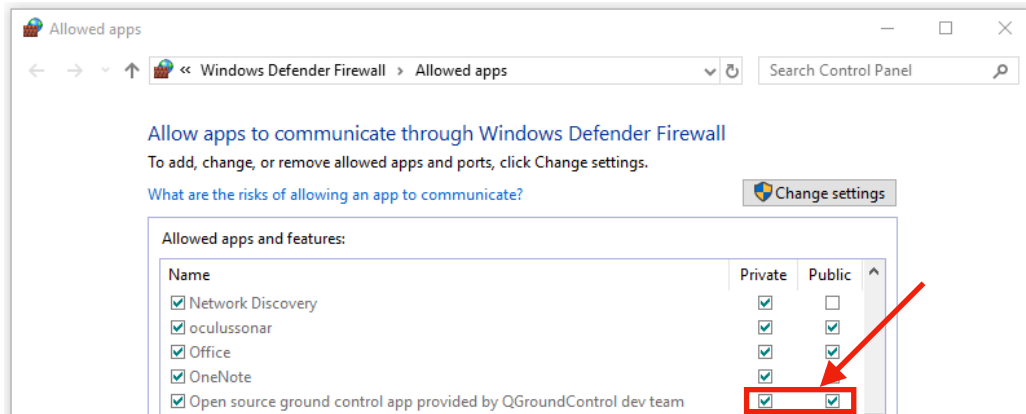 Allowed apps
« Windows Defender Firewall › Allowed apps
Search Control Panel
Allow apps to communicate through Windows Defender Firewall
To add, change, or remove allowed apps and ports, click Change settings.
What are the risks of allowing an app to communicate?
Change settings
Allowed apps and features:
Name Private Public
Network Discovery
oculussonar
Office
OneNote
Open source ground control app provided by QGroundControl dev team